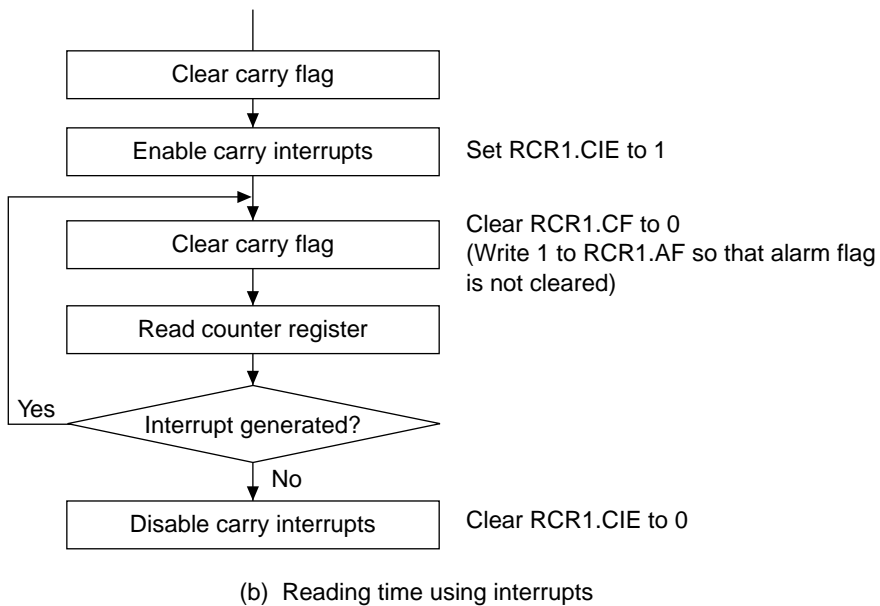 Clear carry flag
Enable carry interrupts
Set RCR1.CIE to 1
Clear carry flag
Clear RCR1.CF to 0
(Write 1 to RCR1.AF so that alarm flag
is not cleared)
Read counter register
Yes
Interrupt generated?
No
Disable carry interrupts
Clear RCR1.CIE to 0
(b) Reading time using interrupts